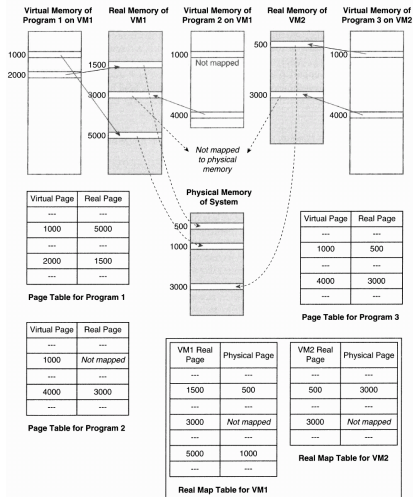 Virtual Memory of
Program 1 on VM1
Real Memory of
VM1
Virtual Memory of
Program 2 on VM1
Real Memory of
VM2
Virtual Memory of
Program 3 on VM2
1000
2000
1500
3000
5000
1000
Not mapped
4000
500
3000
1000
4000
Not mapped
to physical
memory
Physical Memory
of System
500
1000
3000
Virtual Page Real Page
--- ---
1000 5000
--- ---
2000 1500
--- ---
Page Table for Program 1
Virtual Page Real Page
--- ---
1000 500
--- ---
4000 3000
--- ---
Page Table for Program 3
Virtual Page Real Page
--- ---
1000 Not mapped
--- ---
4000 3000
--- ---
Page Table for Program 2
VM1 Real
Page
Physical Page
--- ---
1500 500
--- ---
3000 Not mapped
--- ---
5000 1000
--- ---
Real Map Table for VM1
VM2 Real
Page
Physical Page
--- ---
500 3000
--- ---
3000 Not mapped
--- ---
Real Map Table for VM2